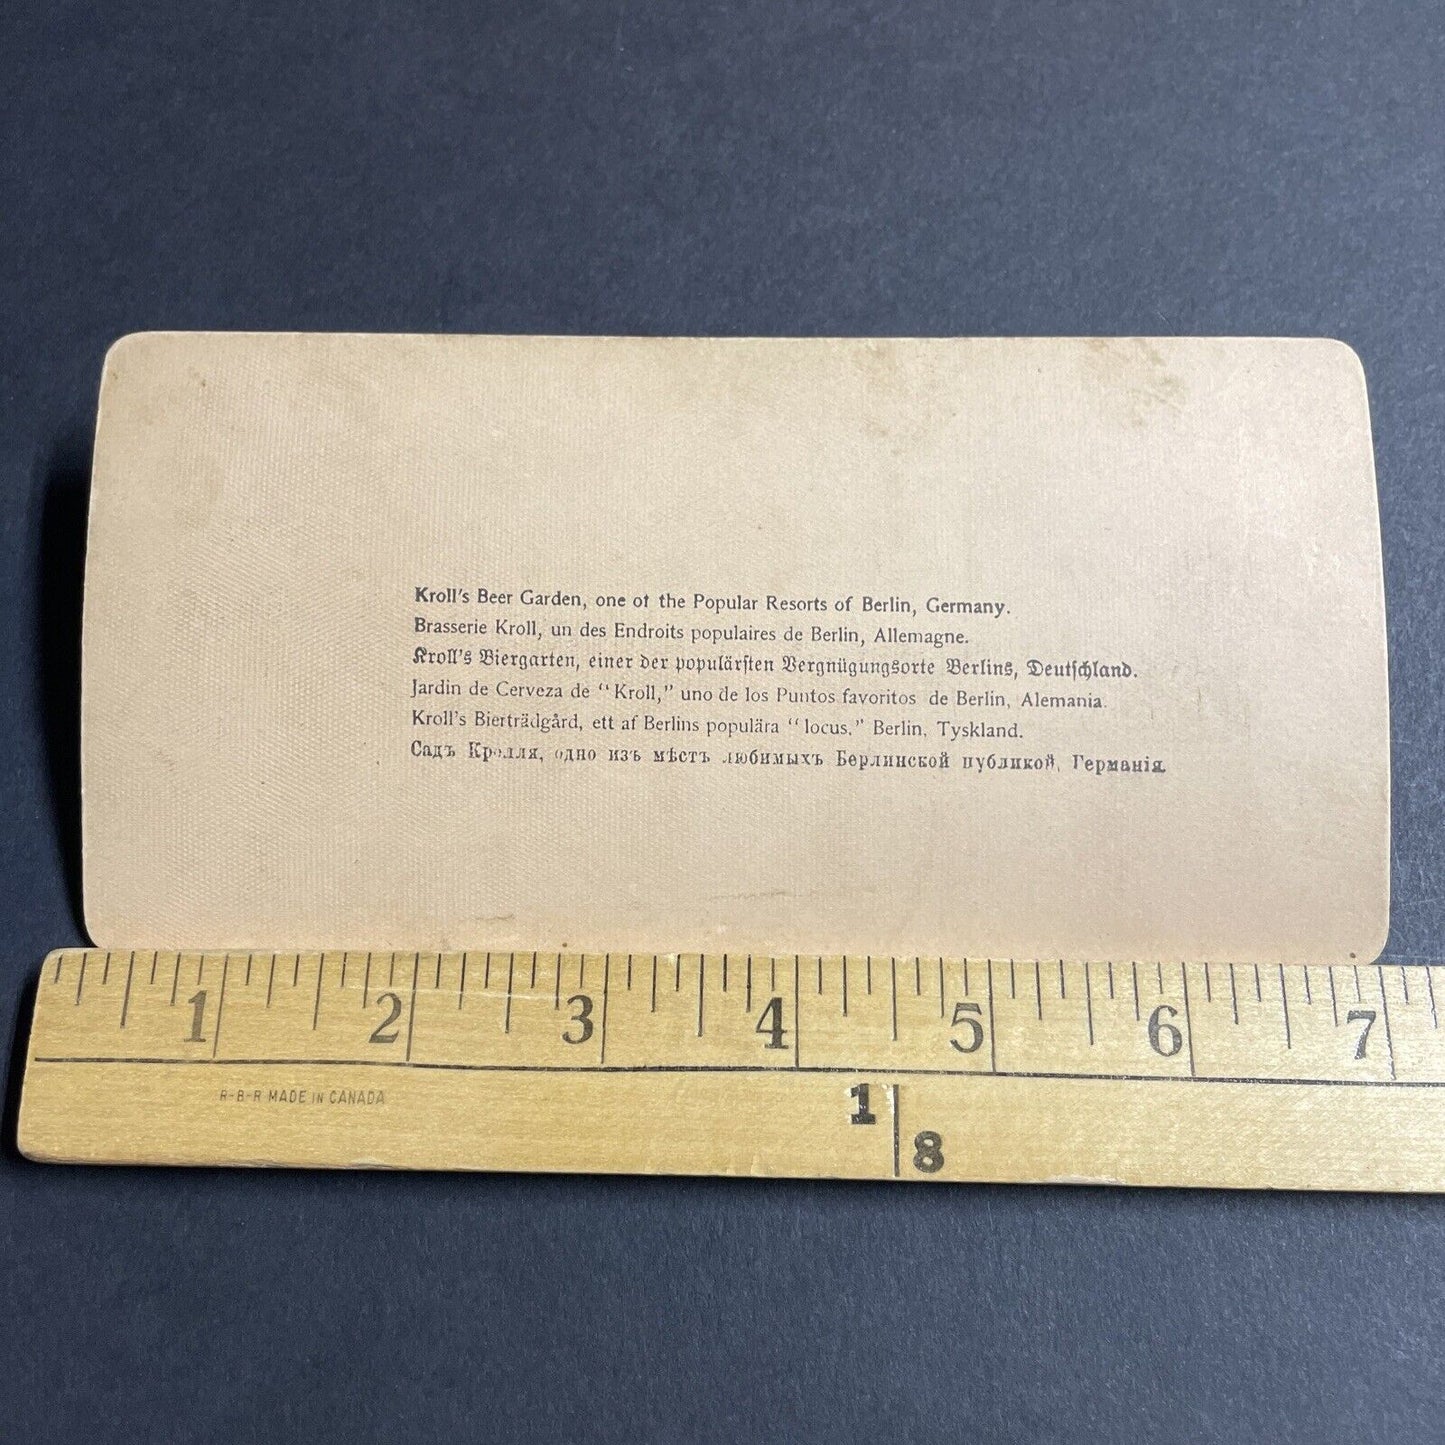 Kroll's Beer Garden, one of the Popular Resorts of Berlin, Germany.
Brasserie Kroll, un des Endroits populaires de Berlin, Allemagne.
Kroll's Biergarten, einer der populärsten Vergnügungsorte Berlins, Deutschland.
Jardin de Cerveza de "Kroll," uno de los Puntos favoritos de Berlin, Alemania.
Kroll's Bierträdgård, ett af Berlins populära "locus," Berlin, Tyskland.
Садъ Кролля, одно изъ мѣстъ любимыхъ Берлинской публикой, Германія.
1 2 3 4 5 6 7
R-B-R MADE IN CANADA
1 8